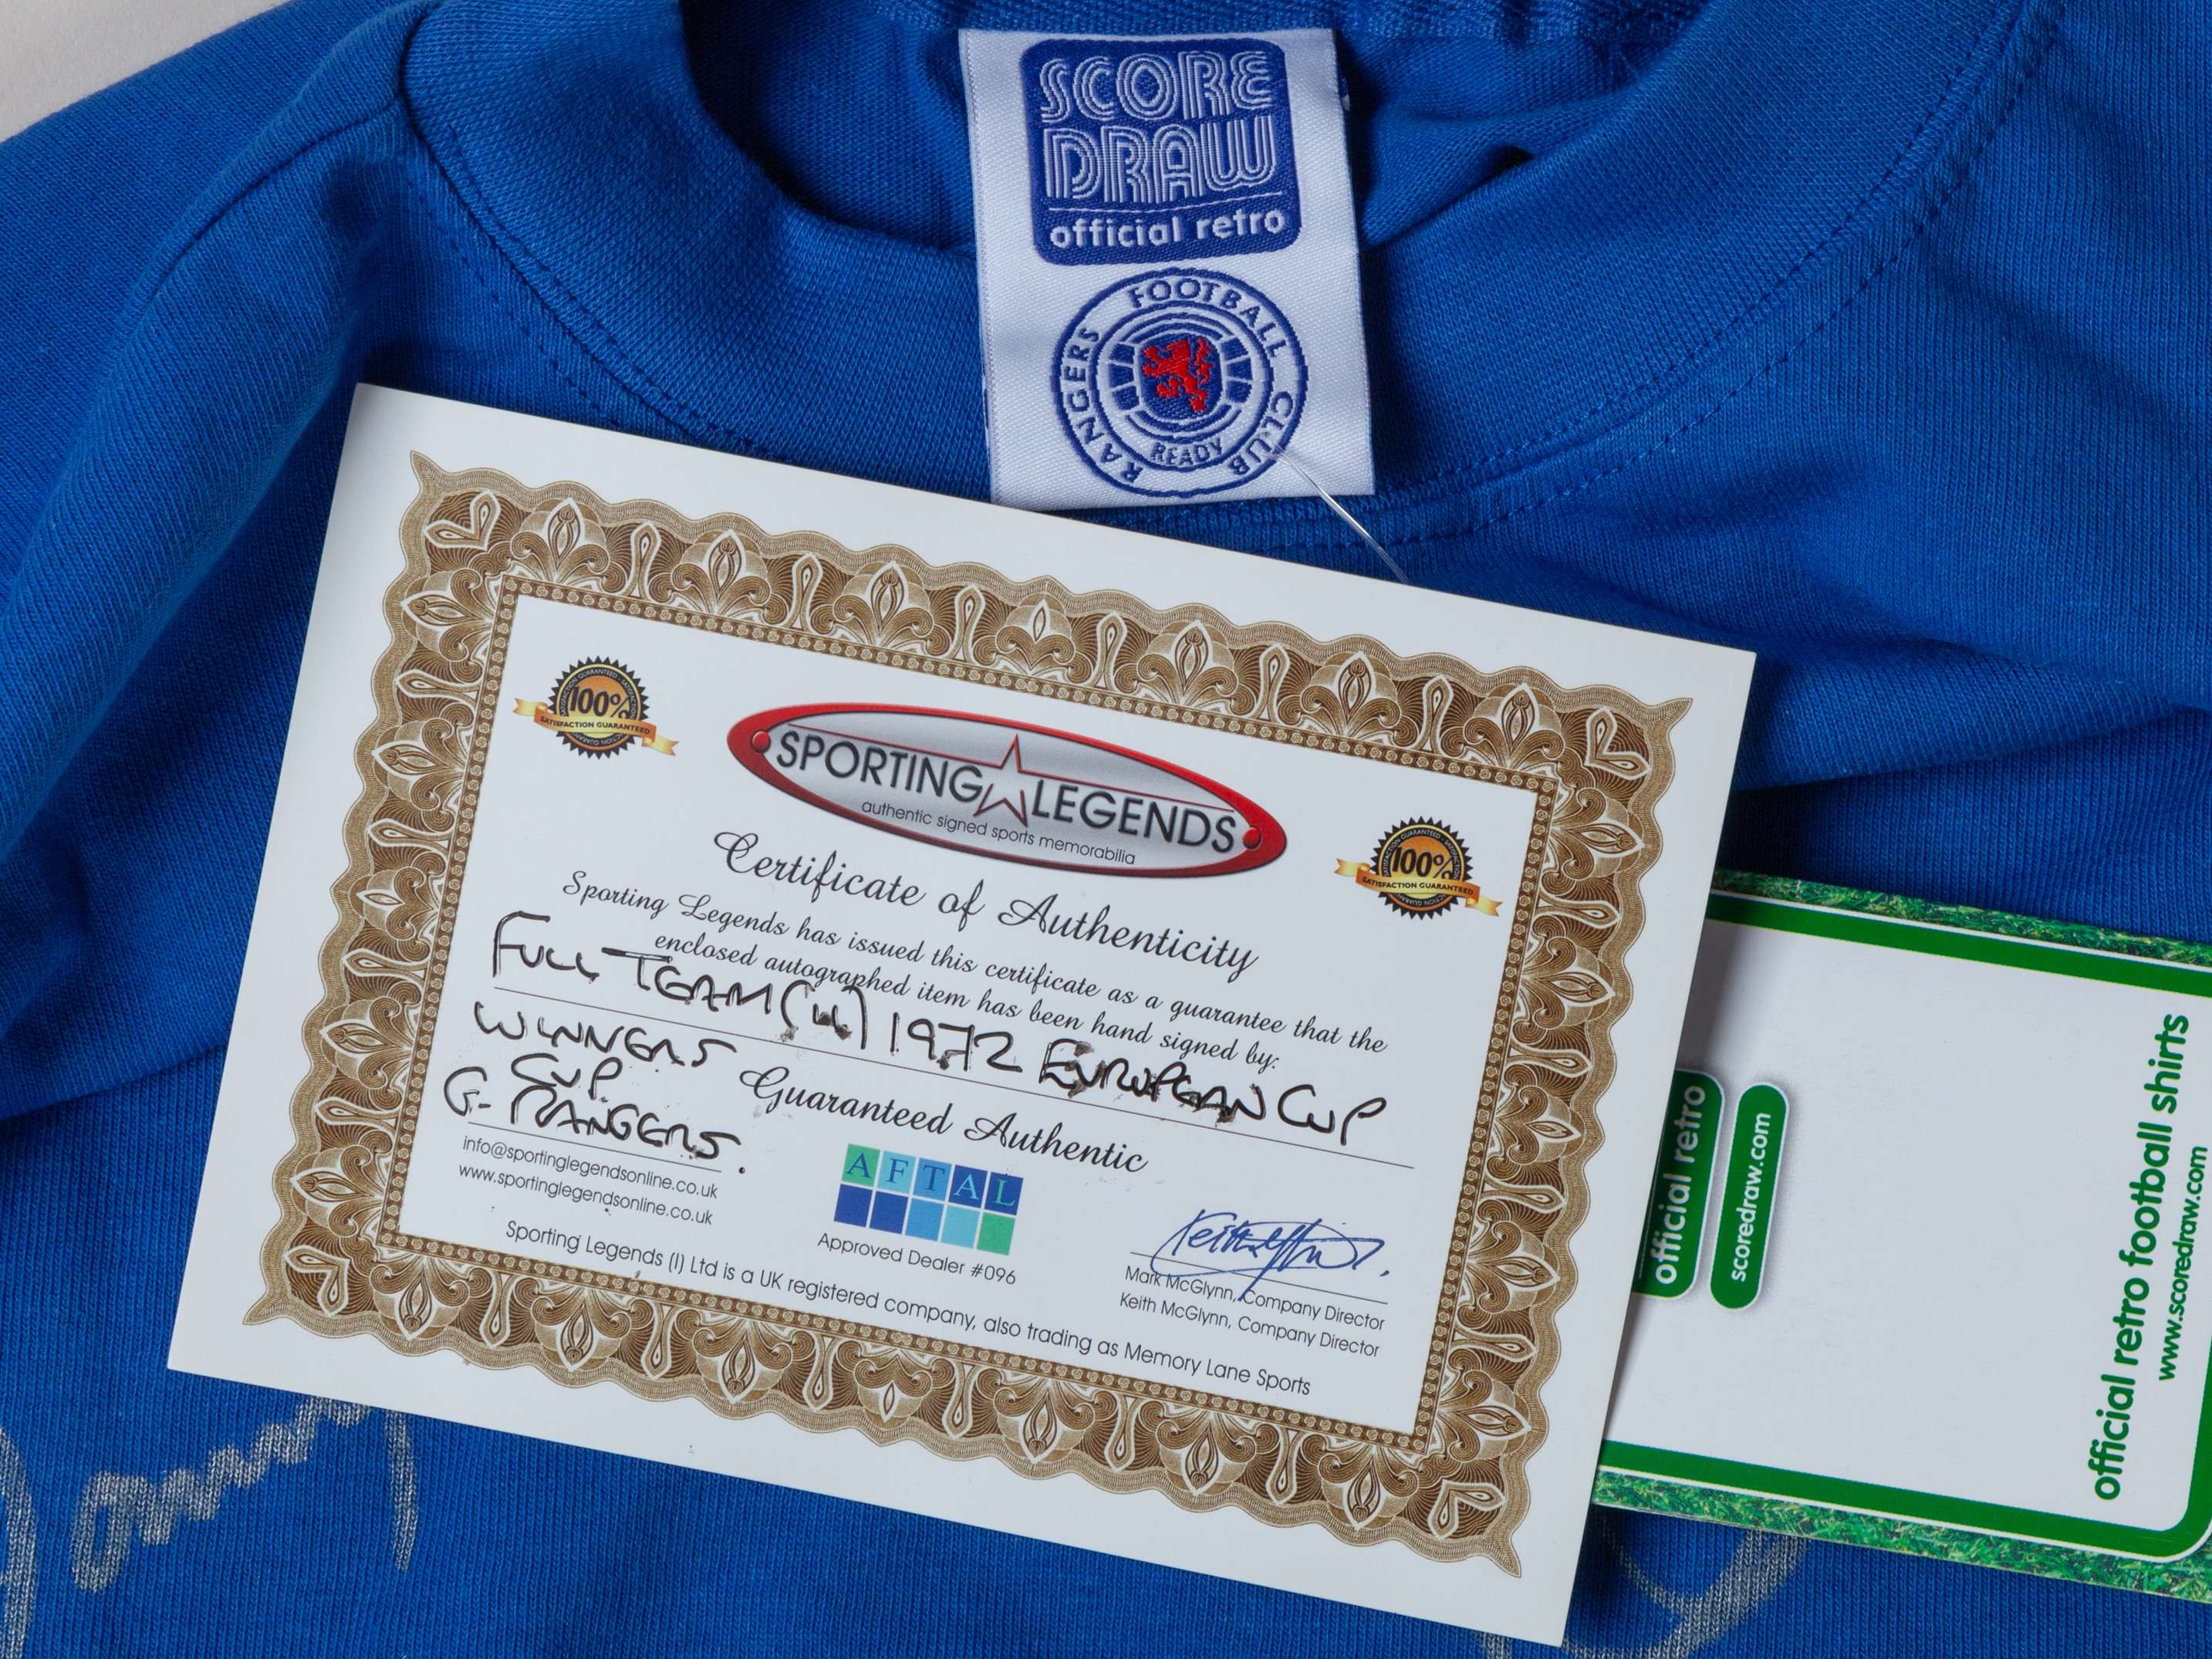 SCORE
DRAW
official retro
RANGERS FOOTBALL CLUB
READY
100%
SATISFACTION GUARANTEED
SPORTING LEGENDS
authentic signed sports memorabilia
100%
SATISFACTION GUARANTEED
Certificate of Authenticity
Sporting Legends has issued this certificate as a guarantee that the
enclosed autographed item has been hand signed by:
FULL TEAM (11) 1972 EUROPEAN CUP
WINNERS
CUP
G. RANGERS.
Guaranteed Authentic
info@sportinglegendsonline.co.uk
www.sportinglegendsonline.co.uk
AFTAL
Approved Dealer #096
Mark McGlynn, Company Director
Keith McGlynn, Company Director
Sporting Legends (I) Ltd is a UK registered company, also trading as Memory Lane Sports
official retro
scoredraw.com
official retro football shirts
www.scoredraw.com